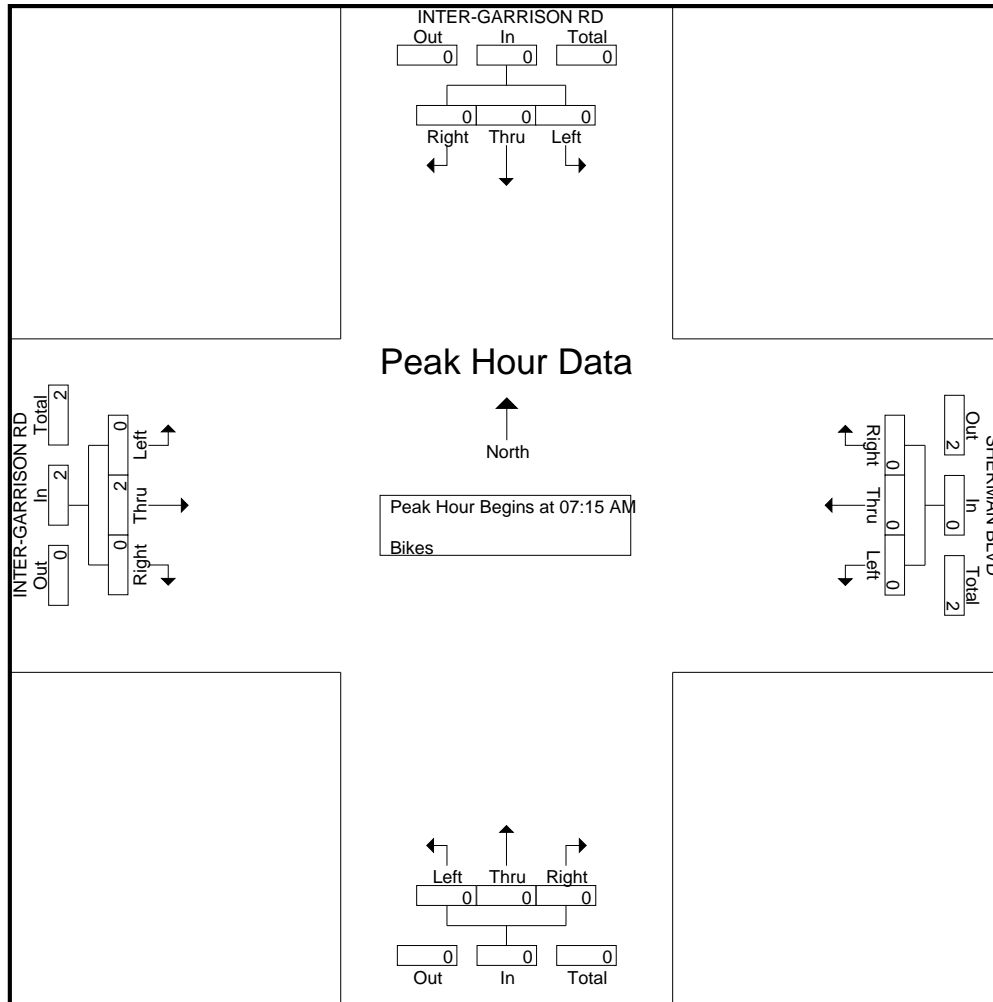 INTER-GARRISON RD
Out In Total
0 0 0
0 0 0
Right Thru Left
Peak Hour Data
North
Peak Hour Begins at 07:15 AM
Bikes
INTER-GARRISON RD
Out In Total
0 2 2
0 2 0
Right Thru Left
SHERMAN BLVD
Out In Total
2 0 2
0 0 0
Right Thru Left
Left Thru Right
0 0 0
0 0 0
Out In Total